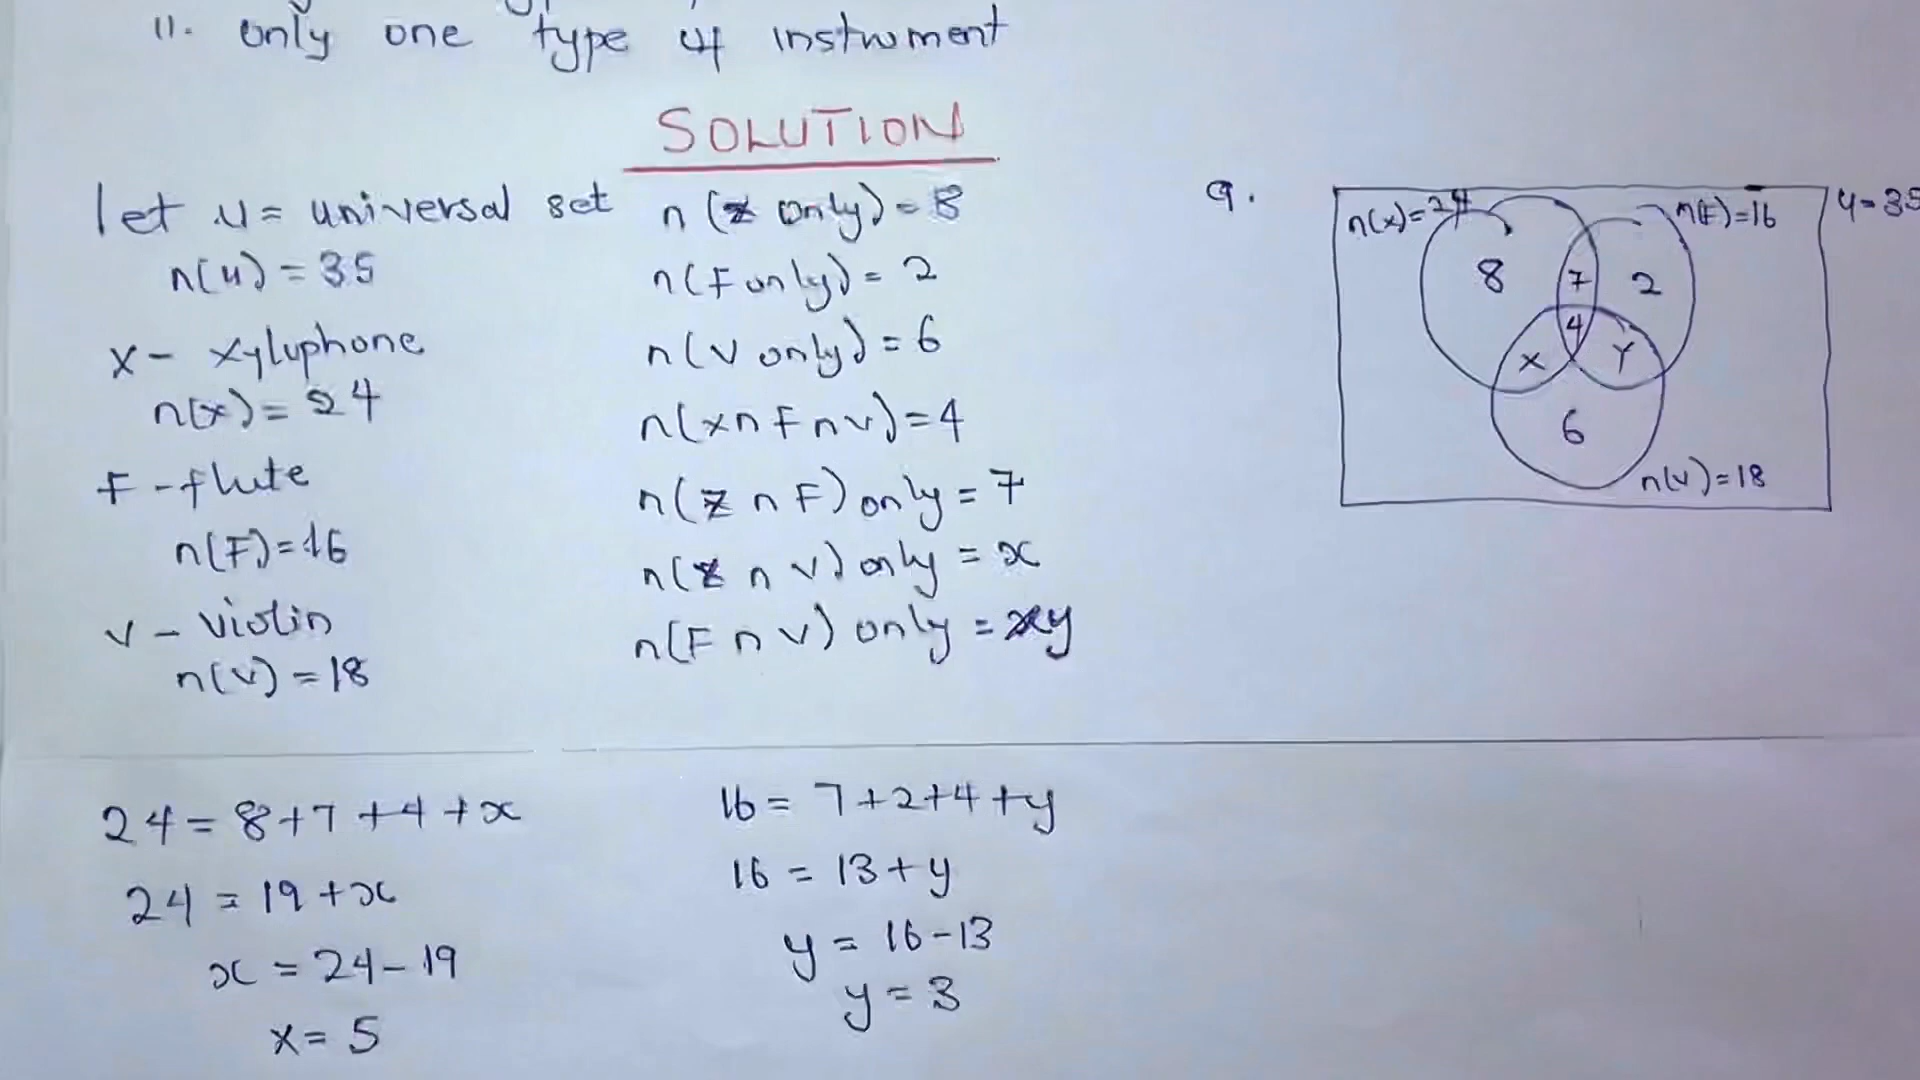 11. only one type of instrument
SOLUTION
let u = universal set
n(u) = 35
X - xylophone
n(x) = 24
F - flute
n(F) = 16
V - violin
n(v) = 18
n(x only) = 8
n(F only) = 2
n(v only) = 6
n(x n F n v) = 4
n(x n F) only = 7
n(x n v) only = x
n(F n v) only = y
9.
n(x) = 24
n(F) = 16
u = 35
8
7
2
4
x
y
6
n(v) = 18
24 = 8 + 7 + 4 + x
24 = 19 + x
x = 24 - 19
x = 5
16 = 7 + 2 + 4 + y
16 = 13 + y
y = 16 - 13
y = 3